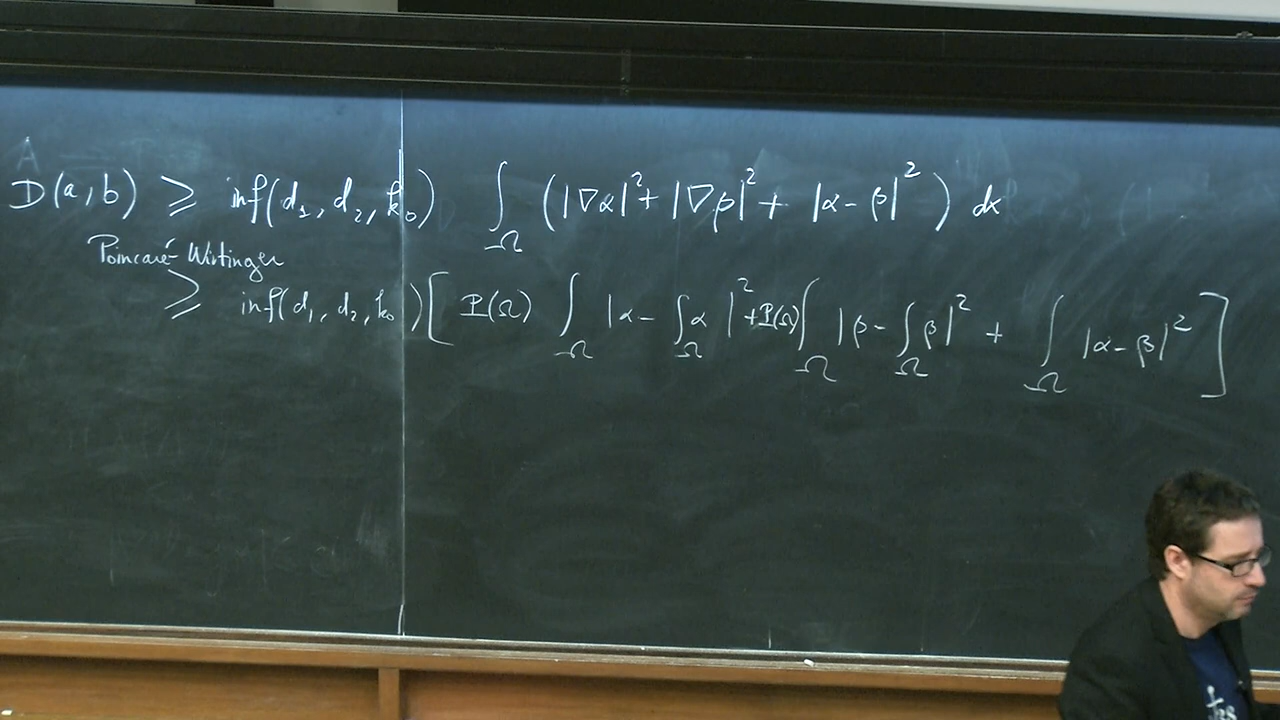 D(a,b) ≥ inf(d₁, d₂, k₀) ∫_Ω (|∇α|² + |∇β|² + |α-β|²) dx
Poincaré-Wirtinger
≥ inf(d₁, d₂, k₀) [ P(Ω) ∫_Ω |α - ∫_Ω α|² + P(Ω) ∫_Ω |β - ∫_Ω β|² + ∫_Ω |α-β|² ]